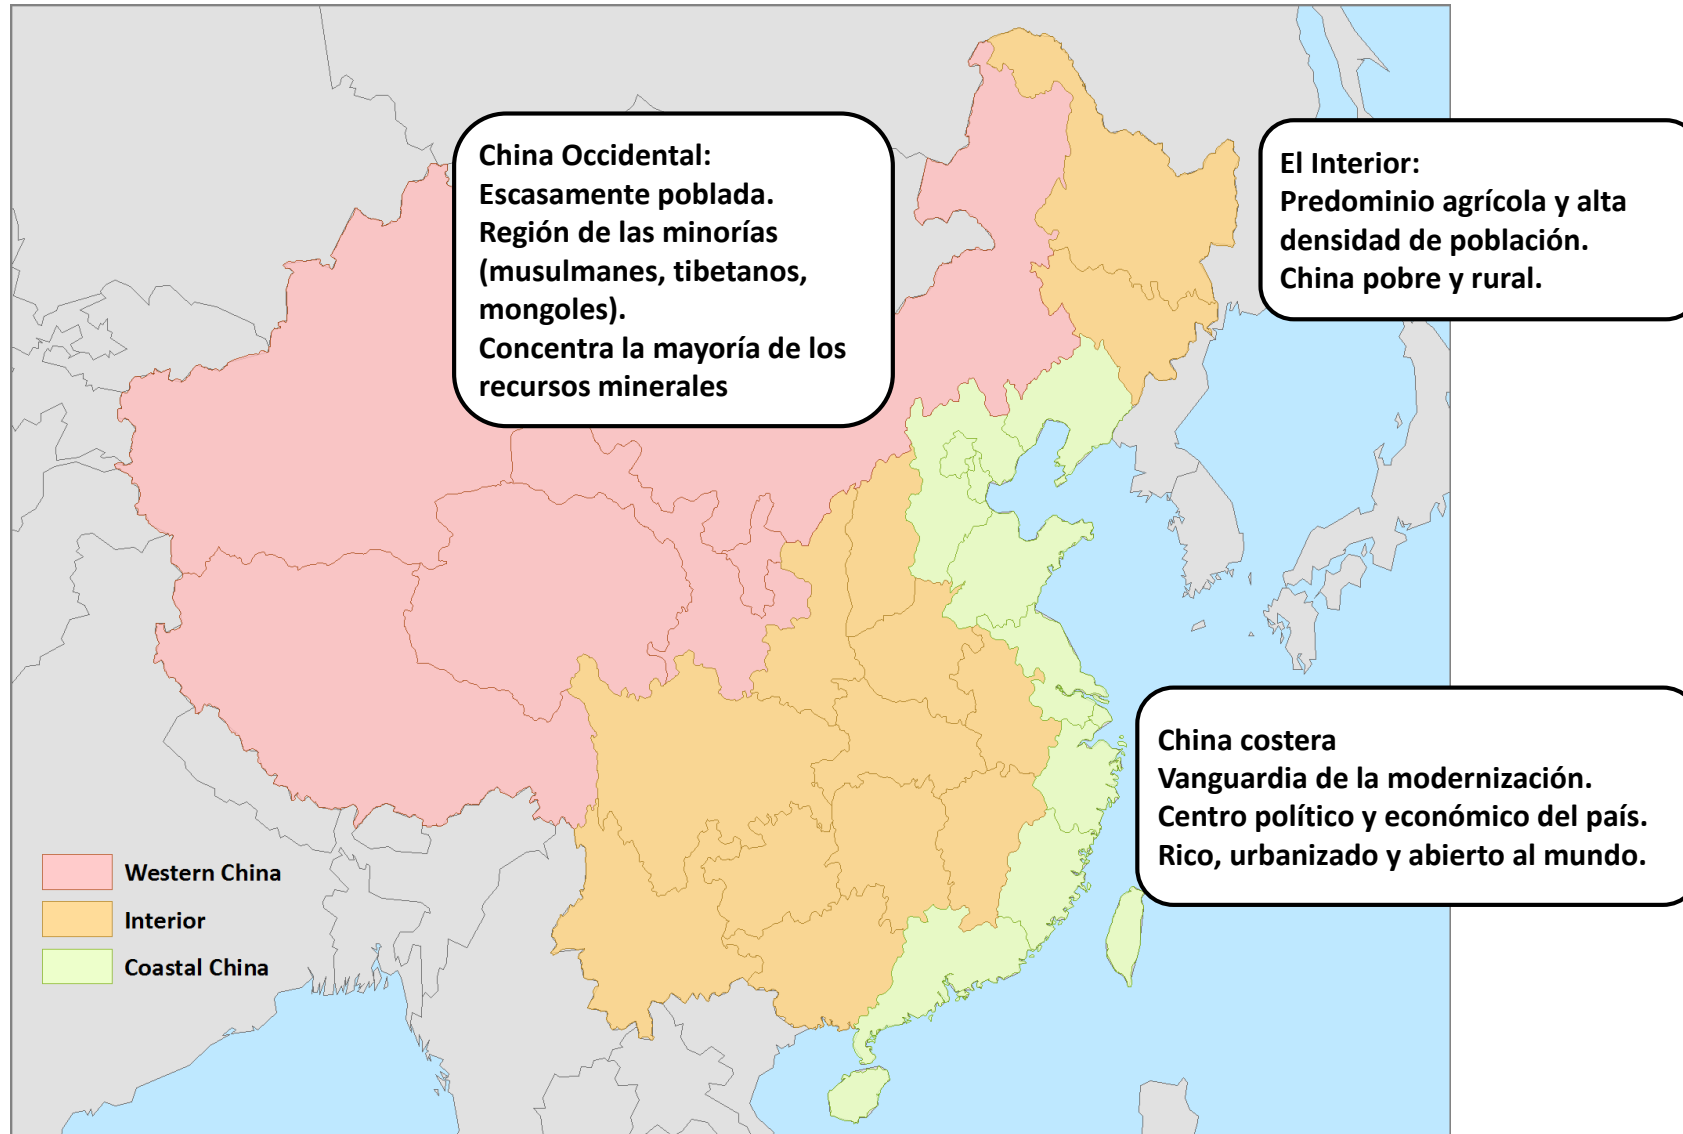 China Occidental:
Escasamente poblada.
Región de las minorías
(musulmanes, tibetanos,
mongoles).
Concentra la mayoría de los
recursos minerales
El Interior:
Predominio agrícola y alta
densidad de población.
China pobre y rural.
China costera
Vanguardia de la modernización.
Centro político y económico del país.
Rico, urbanizado y abierto al mundo.
Western China
Interior
Coastal China